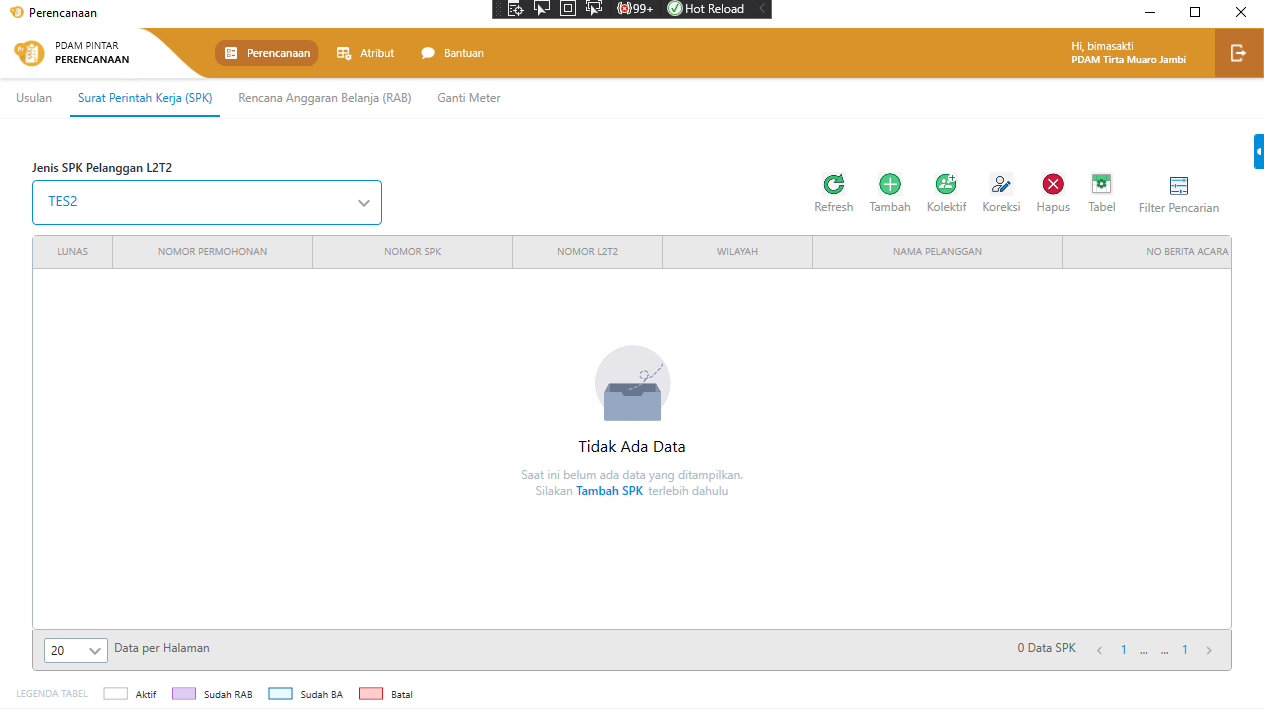 Perencanaan
99+ Hot Reload
PDAM PINTAR
PERENCANAAN
Perencanaan Atribut Bantuan
Hi, bimasakti
PDAM Tirta Muaro Jambi
Usulan Surat Perintah Kerja (SPK) Rencana Anggaran Belanja (RAB) Ganti Meter
Jenis SPK Pelanggan L2T2
TES2
Refresh Tambah Kolektif Koreksi Hapus Tabel Filter Pencarian
LUNAS NOMOR PERMOHONAN NOMOR SPK NOMOR L2T2 WILAYAH NAMA PELANGGAN NO BERITA ACARA
Tidak Ada Data
Saat ini belum ada data yang ditampilkan.
Silakan Tambah SPK terlebih dahulu
20 Data per Halaman 0 Data SPK 1 ... ... 1
LEGENDA TABEL Aktif Sudah RAB Sudah BA Batal